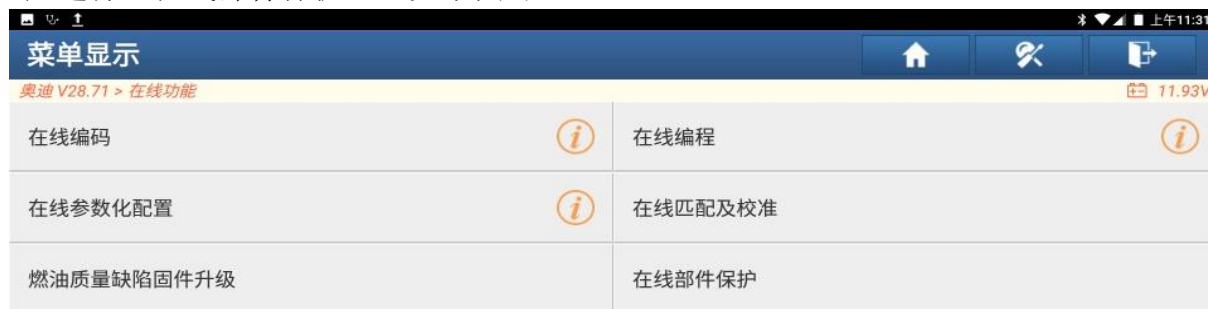 上午11:31
菜单显示
奥迪 V28.71 > 在线功能
11.93V
在线编码
在线编程
在线参数化配置
在线匹配及校准
燃油质量缺陷固件升级
在线部件保护